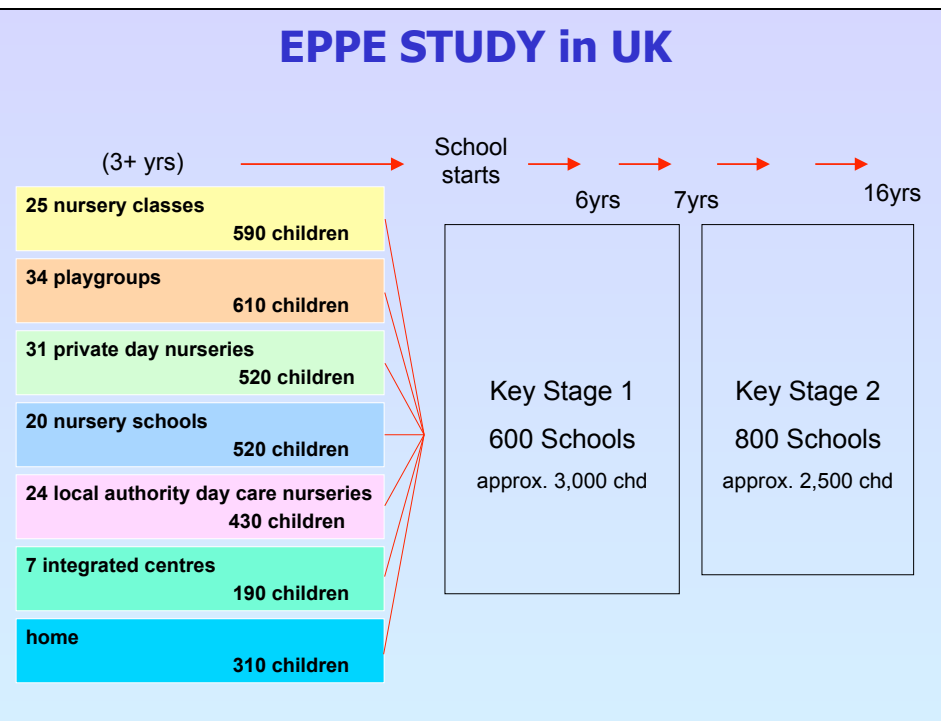 EPPE STUDY in UK
(3+ yrs)
School
starts
6yrs
7yrs
16yrs
25 nursery classes
590 children
34 playgroups
610 children
31 private day nurseries
520 children
20 nursery schools
520 children
24 local authority day care nurseries
430 children
7 integrated centres
190 children
home
310 children
Key Stage 1
600 Schools
approx. 3,000 chd
Key Stage 2
800 Schools
approx. 2,500 chd